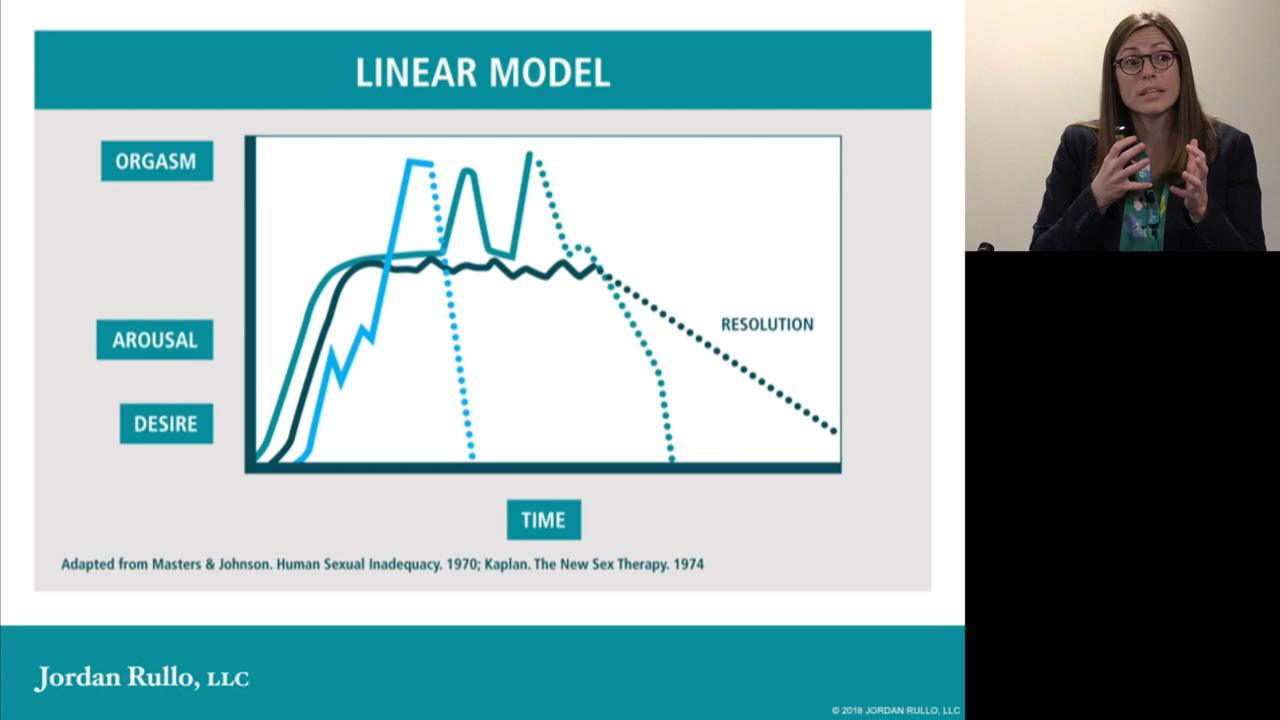 LINEAR MODEL
ORGASM
AROUSAL
DESIRE
RESOLUTION
TIME
Adapted from Masters & Johnson. Human Sexual Inadequacy. 1970; Kaplan. The New Sex Therapy. 1974
Jordan Rullo, LLC
© 2018 JORDAN RULLO, LLC